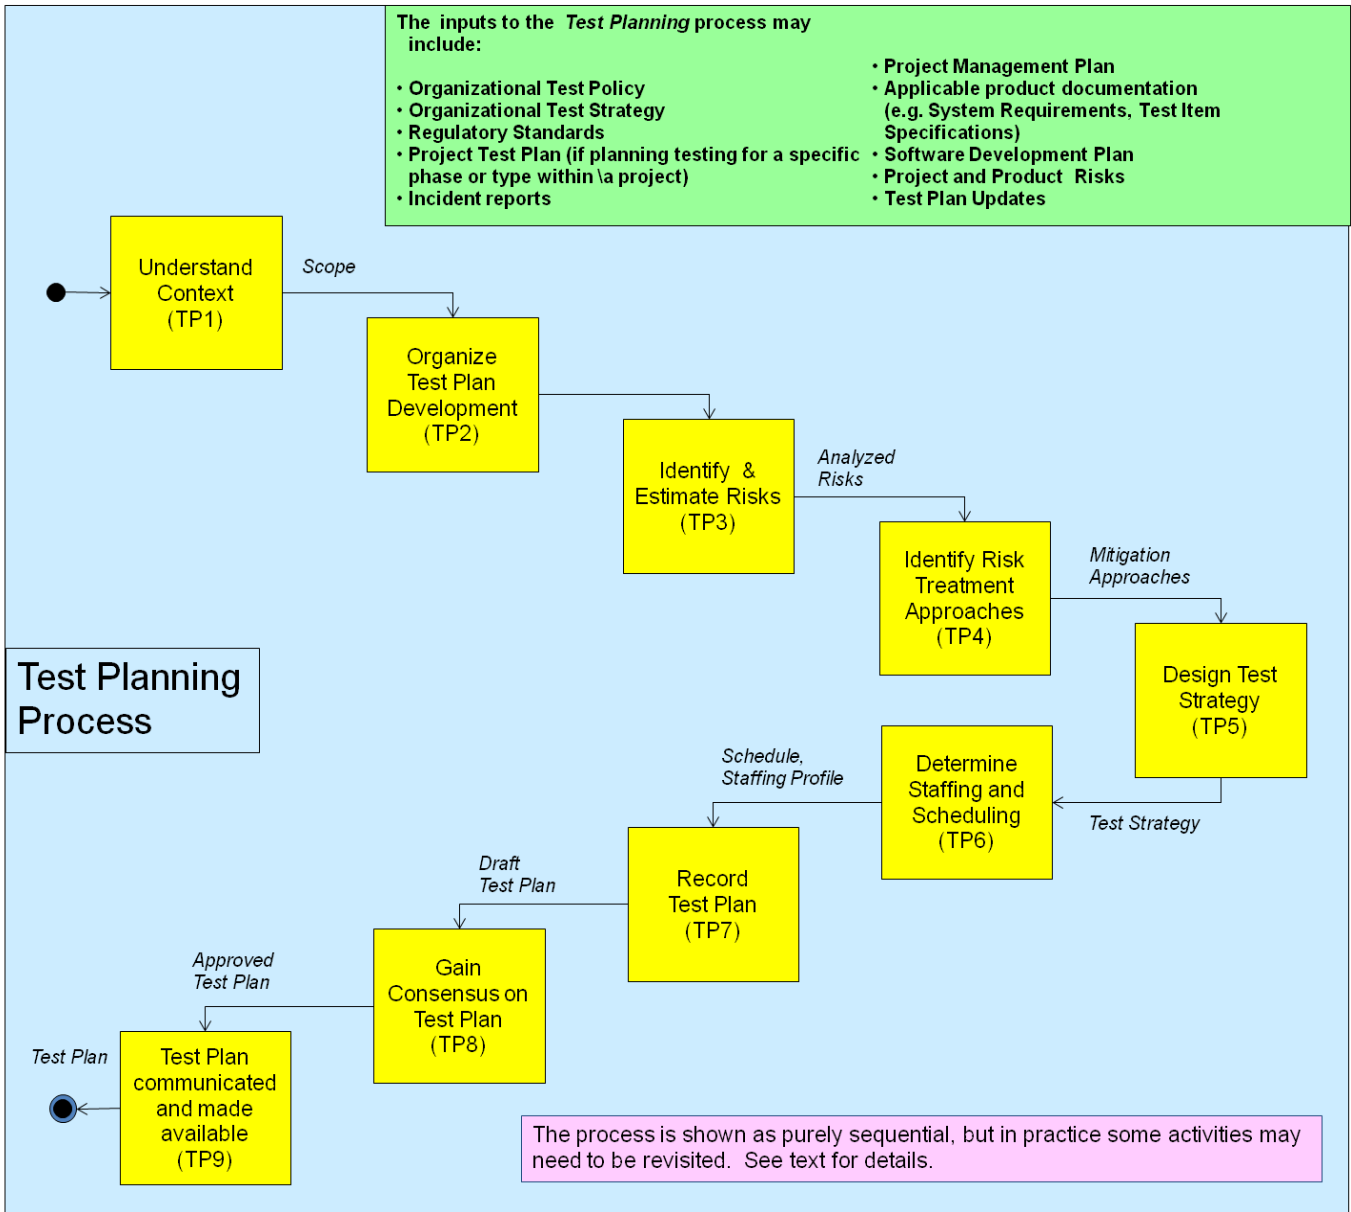 The inputs to the Test Planning process may
include:
• Organizational Test Policy
• Organizational Test Strategy
• Regulatory Standards
• Project Test Plan (if planning testing for a specific
phase or type within \a project)
• Incident reports
• Project Management Plan
• Applicable product documentation
(e.g. System Requirements, Test Item
Specifications)
• Software Development Plan
• Project and Product Risks
• Test Plan Updates
Understand
Context
(TP1)
Scope
Organize
Test Plan
Development
(TP2)
Identify &
Estimate Risks
(TP3)
Analyzed
Risks
Identify Risk
Treatment
Approaches
(TP4)
Mitigation
Approaches
Design Test
Strategy
(TP5)
Test Planning
Process
Test Strategy
Determine
Staffing and
Scheduling
(TP6)
Schedule,
Staffing Profile
Record
Test Plan
(TP7)
Draft
Test Plan
Gain
Consensus on
Test Plan
(TP8)
Approved
Test Plan
Test Plan
communicated
and made
available
(TP9)
Test Plan
The process is shown as purely sequential, but in practice some activities may
need to be revisited. See text for details.